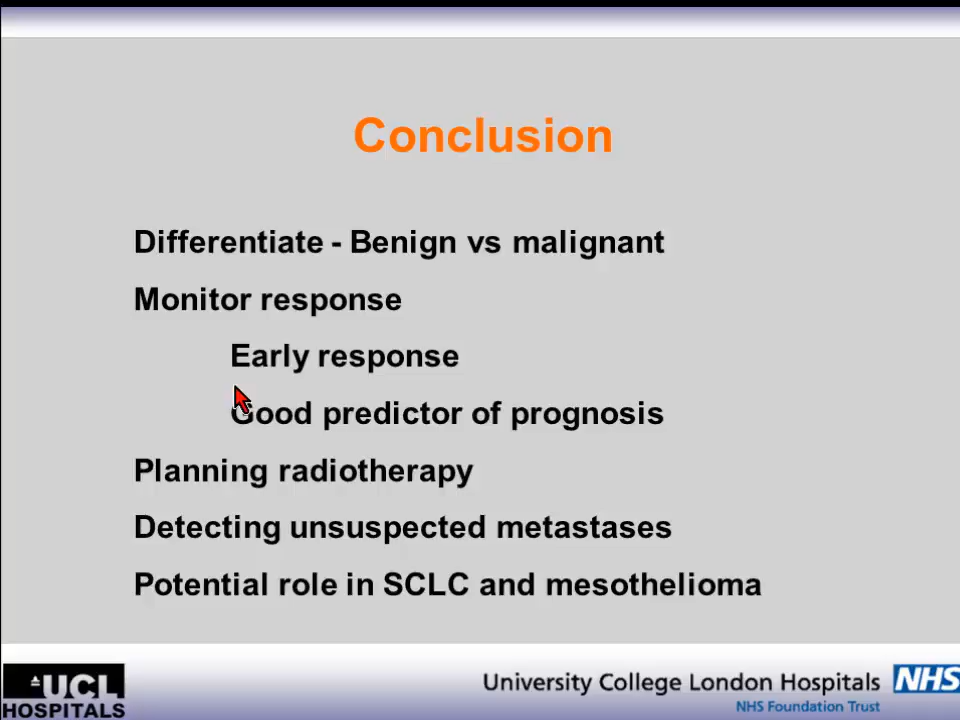 Conclusion
Differentiate - Benign vs malignant
Monitor response
Early response
Good predictor of prognosis
Planning radiotherapy
Detecting unsuspected metastases
Potential role in SCLC and mesothelioma
UCL
HOSPITALS
University College London Hospitals NHS
NHS Foundation Trust